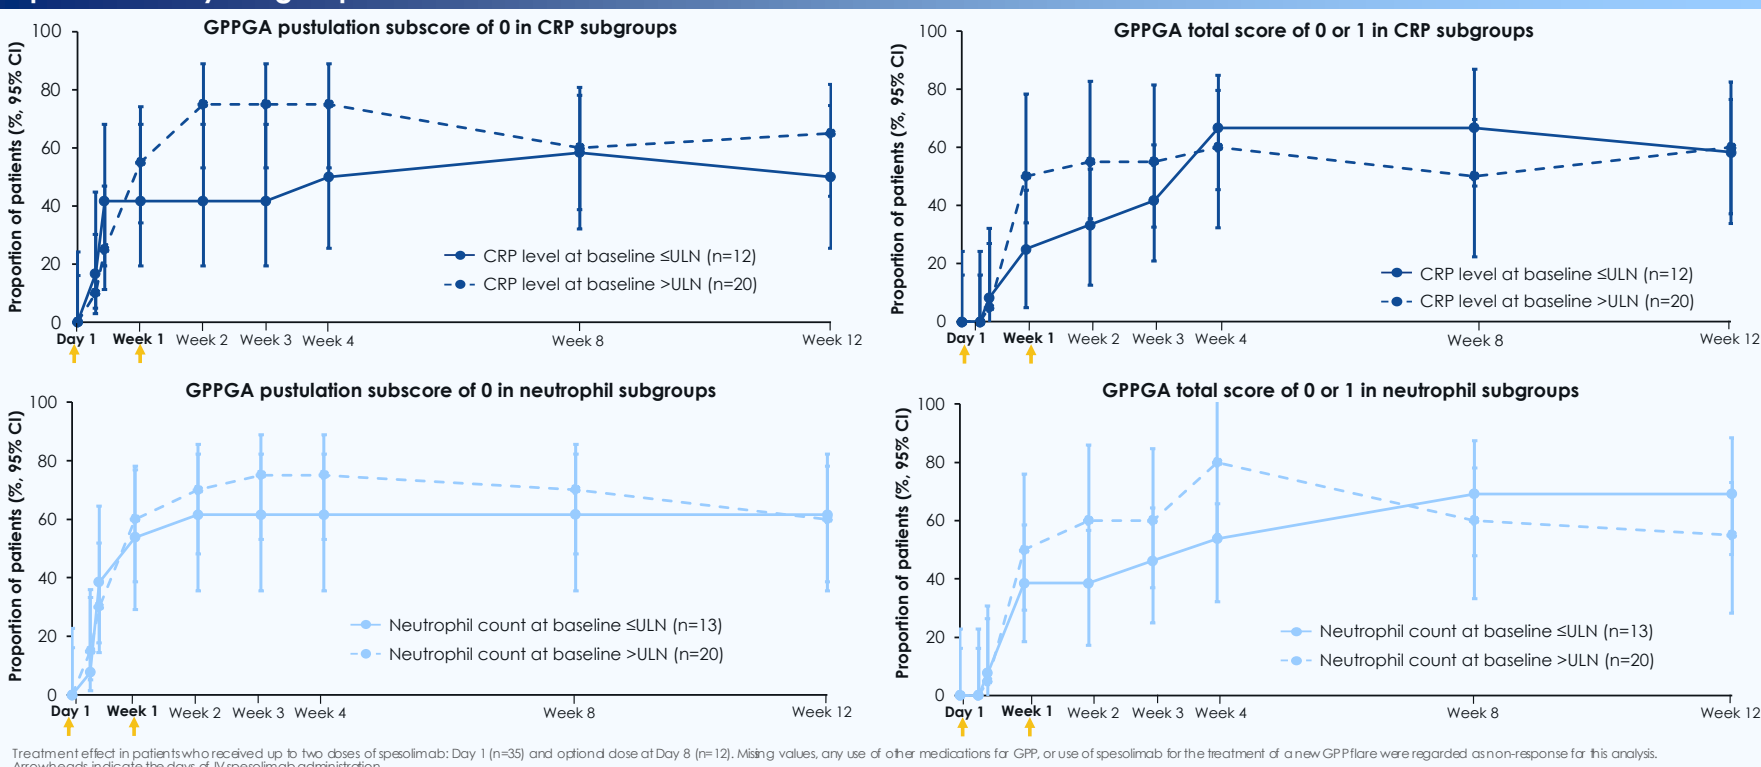 GPPGA pustulation subscore of 0 in CRP subgroups
Proportion of patients (%, 95% CI)
100
80
60
40
20
0
CRP level at baseline ≤ULN (n=12)
CRP level at baseline >ULN (n=20)
Day 1 Week 1 Week 2 Week 3 Week 4 Week 8 Week 12
GPPGA total score of 0 or 1 in CRP subgroups
Proportion of patients (%, 95% CI)
100
80
60
40
20
0
CRP level at baseline ≤ULN (n=12)
CRP level at baseline >ULN (n=20)
Day 1 Week 1 Week 2 Week 3 Week 4 Week 8 Week 12
GPPGA pustulation subscore of 0 in neutrophil subgroups
Proportion of patients (%, 95% CI)
100
80
60
40
20
0
Neutrophil count at baseline ≤ULN (n=13)
Neutrophil count at baseline >ULN (n=20)
Day 1 Week 1 Week 2 Week 3 Week 4 Week 8 Week 12
GPPGA total score of 0 or 1 in neutrophil subgroups
Proportion of patients (%, 95% CI)
100
80
60
40
20
0
Neutrophil count at baseline ≤ULN (n=13)
Neutrophil count at baseline >ULN (n=20)
Day 1 Week 1 Week 2 Week 3 Week 4 Week 8 Week 12
Treatment effect in patients who received up to two doses of spesolimab: Day 1 (n=35) and optional dose at Day 8 (n=12). Missing values, any use of other medications for GPP, or use of spesolimab for the treatment of a new GPP flare were regarded as non-response for this analysis.
Arrowheads indicate the days of IV spesolimab administration